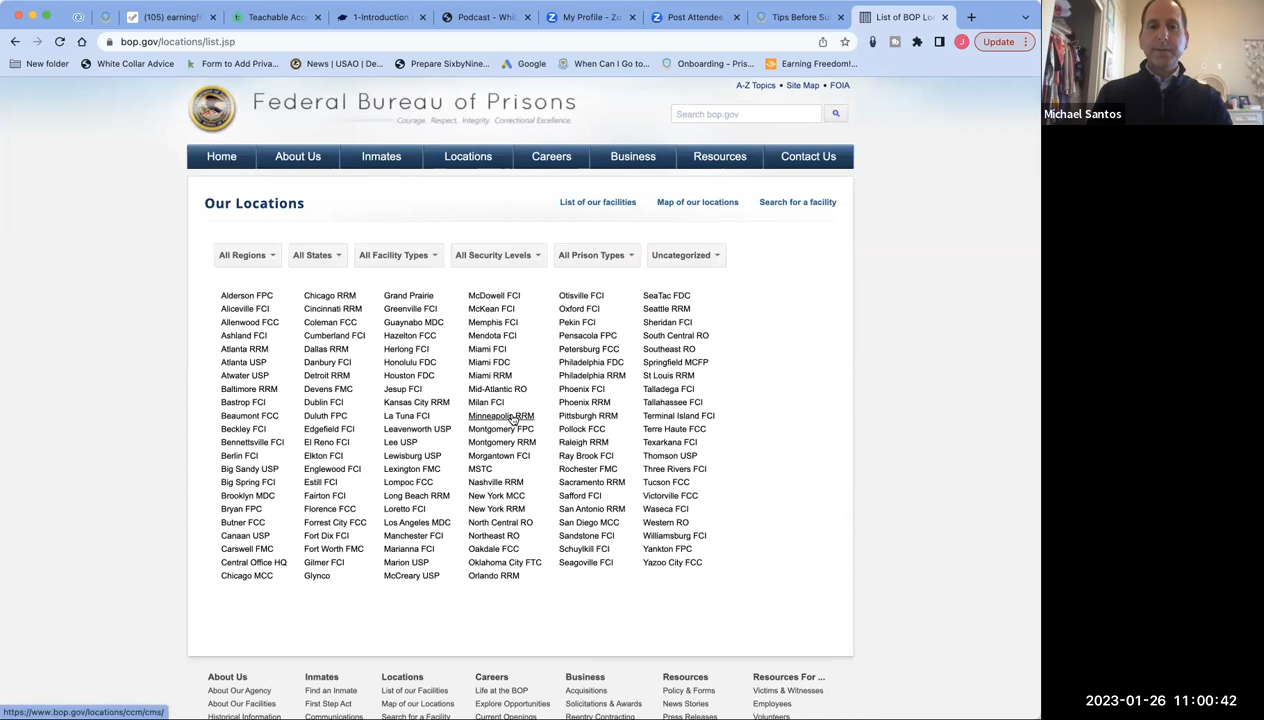 (105) earningfr
Teachable Acc
1-Introduction
Podcast - Whit
My Profile - Zo
Post Attendee
Tips Before Su
List of BOP Loc
bop.gov/locations/list.jsp
J
Update
New folder
White Collar Advice
Form to Add Priva...
News | USAO | De...
Prepare SixbyNine...
Google
When Can I Go to...
Onboarding - Pris...
Earning Freedom!...
A-Z Topics • Site Map • FOIA
Federal Bureau of Prisons
Courage. Respect. Integrity. Correctional Excellence.
Search bop.gov
Home About Us Inmates Locations Careers Business Resources Contact Us
Our Locations
List of our facilities Map of our locations Search for a facility
All Regions All States All Facility Types All Security Levels All Prison Types Uncategorized
Alderson FPC
Aliceville FCI
Allenwood FCC
Ashland FCI
Atlanta RRM
Atlanta USP
Atwater USP
Baltimore RRM
Bastrop FCI
Beaumont FCC
Beckley FCI
Bennettsville FCI
Berlin FCI
Big Sandy USP
Big Spring FCI
Brooklyn MDC
Bryan FPC
Butner FCC
Canaan USP
Carswell FMC
Central Office HQ
Chicago MCC
Chicago RRM
Cincinnati RRM
Coleman FCC
Cumberland FCI
Dallas RRM
Danbury FCI
Detroit RRM
Devens FMC
Dublin FCI
Duluth FPC
Edgefield FCI
El Reno FCI
Elkton FCI
Englewood FCI
Estill FCI
Fairton FCI
Florence FCC
Forrest City FCC
Fort Dix FCI
Fort Worth FMC
Gilmer FCI
Glynco
Grand Prairie
Greenville FCI
Guaynabo MDC
Hazelton FCC
Herlong FCI
Honolulu FDC
Houston FDC
Jesup FCI
Kansas City RRM
La Tuna FCI
Leavenworth USP
Lee USP
Lewisburg USP
Lexington FMC
Lompoc FCC
Long Beach RRM
Loretto FCI
Los Angeles MDC
Manchester FCI
Marianna FCI
Marion USP
McCreary USP
McDowell FCI
McKean FCI
Memphis FCI
Mendota FCI
Miami FCI
Miami FDC
Miami RRM
Mid-Atlantic RO
Milan FCI
Minneapolis RRM
Montgomery FPC
Montgomery RRM
Morgantown FCI
MSTC
Nashville RRM
New York MCC
New York RRM
North Central RO
Northeast RO
Oakdale FCC
Oklahoma City FTC
Orlando RRM
Otisville FCI
Oxford FCI
Pekin FCI
Pensacola FPC
Petersburg FCC
Philadelphia FDC
Philadelphia RRM
Phoenix FCI
Phoenix RRM
Pittsburgh RRM
Pollock FCC
Raleigh RRM
Ray Brook FCI
Rochester FMC
Sacramento RRM
Safford FCI
San Antonio RRM
San Diego MCC
Sandstone FCI
Schuylkill FCI
Seagoville FCI
SeaTac FDC
Seattle RRM
Sheridan FCI
South Central RO
Southeast RO
Springfield MCFP
St Louis RRM
Talladega FCI
Tallahassee FCI
Terminal Island FCI
Terre Haute FCC
Texarkana FCI
Thomson USP
Three Rivers FCI
Tucson FCC
Victorville FCC
Waseca FCI
Western RO
Williamsburg FCI
Yankton FPC
Yazoo City FCC
About Us
About Our Agency
About Our Facilities
Historical Information
Inmates
Find an Inmate
First Step Act
Communications
Locations
List of our Facilities
Map of our Locations
Search for a Facility
Careers
Life at the BOP
Explore Opportunities
Current Openings
Business
Acquisitions
Solicitations & Awards
Reentry Contracting
Resources
Policy & Forms
News Stories
Press Releases
Resources For ...
Victims & Witnesses
Employees
Volunteers
https://www.bop.gov/locations/ccm/cms/
Michael Santos
2023-01-26 11:00:42